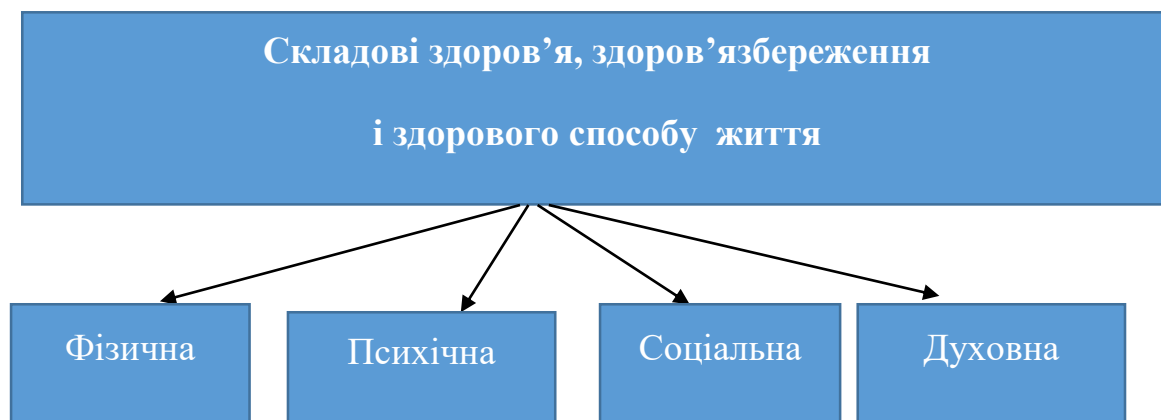 Складові здоров’я, здоров’язбереження
і здорового способу життя
Фізична
Психічна
Соціальна
Духовна